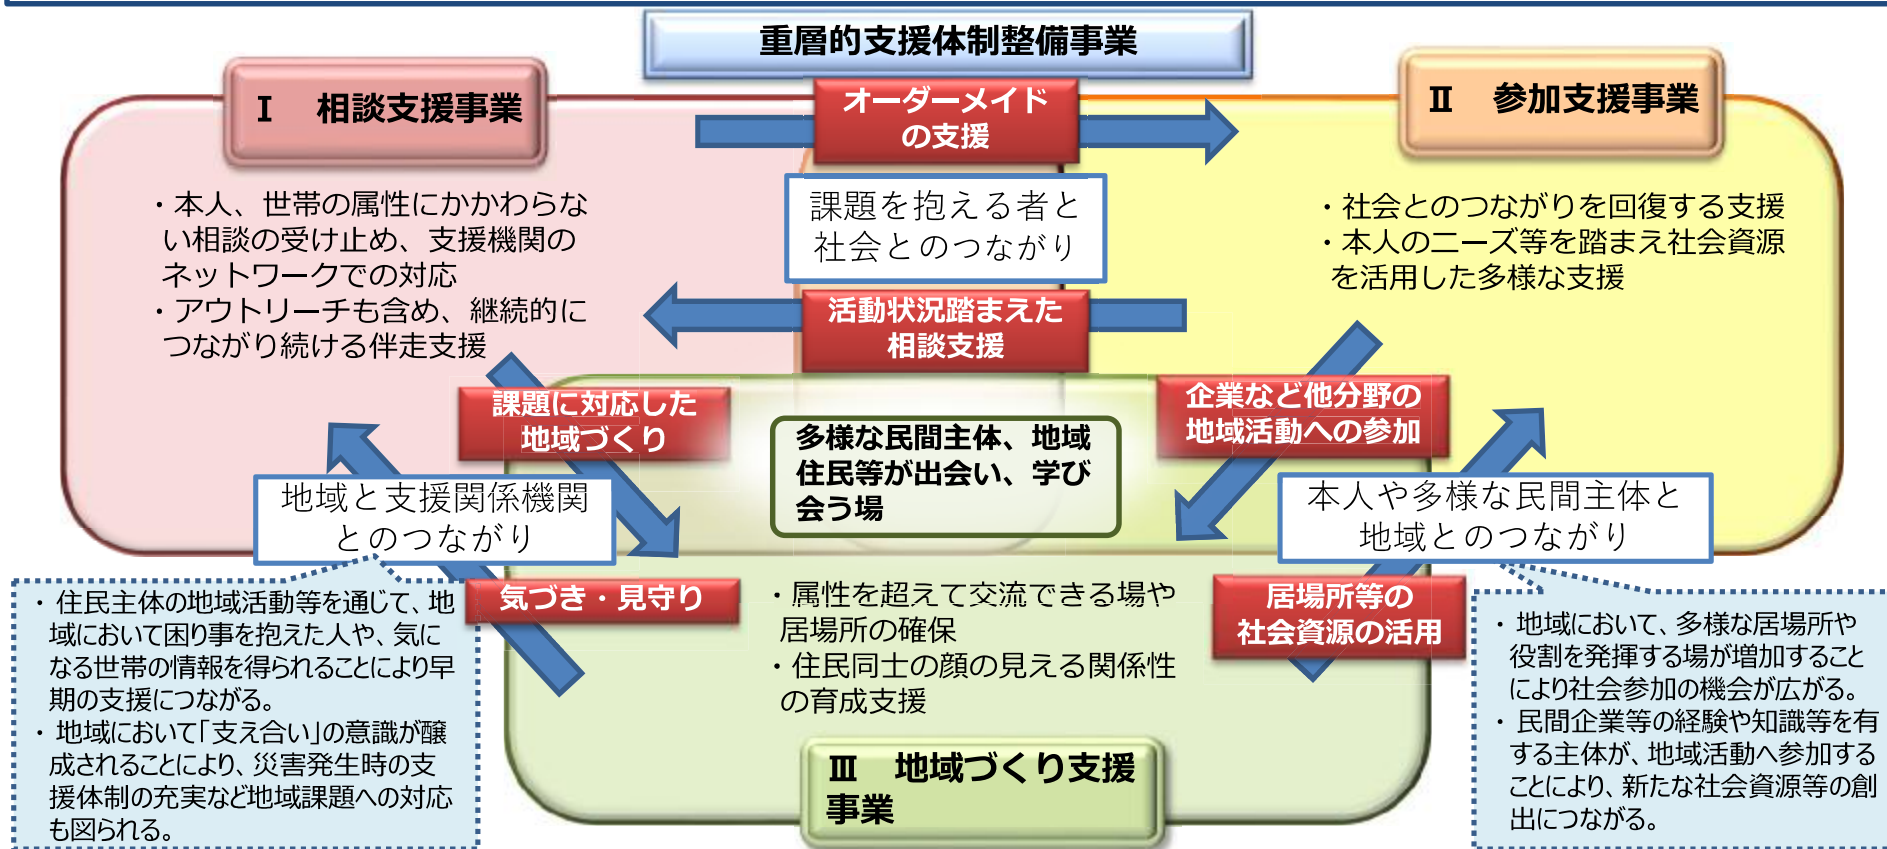 重層的支援体制整備事業
Ⅰ　相談支援事業
・本人、世帯の属性にかかわらな
い相談の受け止め、支援機関の
ネットワークでの対応
・アウトリーチも含め、継続的に
つながり続ける伴走支援
オーダーメイド
の支援
課題を抱える者と
社会とのつながり
活動状況踏まえた
相談支援
Ⅱ　参加支援事業
・社会とのつながりを回復する支援
・本人のニーズ等を踏まえ社会資源
を活用した多様な支援
課題に対応した
地域づくり
地域と支援関係機関
とのつながり
気づき・見守り
多様な民間主体、地域
住民等が出会い、学び
会う場
企業など他分野の
地域活動への参加
本人や多様な民間主体と
地域とのつながり
居場所等の
社会資源の活用
・属性を超えて交流できる場や
居場所の確保
・住民同士の顔の見える関係性
の育成支援
Ⅲ　地域づくり支援
事業
・住民主体の地域活動等を通じて、地
域において困り事を抱えた人や、気に
なる世帯の情報を得られることにより早
期の支援につながる。
・地域において「支え合い」の意識が醸
成されることにより、災害発生時の支
援体制の充実など地域課題への対応
も図られる。
・地域において、多様な居場所や
役割を発揮する場が増加すること
により社会参加の機会が広がる。
・民間企業等の経験や知識等を有
する主体が、地域活動へ参加する
ことにより、新たな社会資源等の創
出につながる。